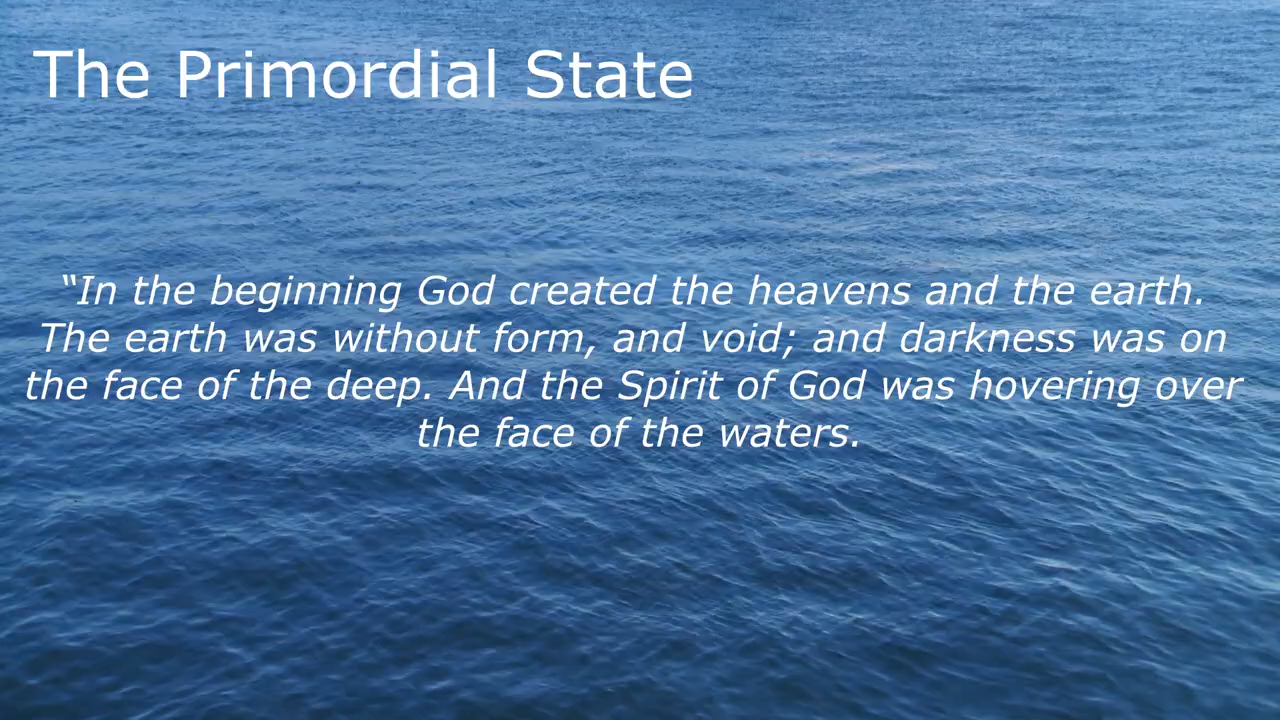 The Primordial State
“In the beginning God created the heavens and the earth.
The earth was without form, and void; and darkness was on
the face of the deep. And the Spirit of God was hovering over
the face of the waters.